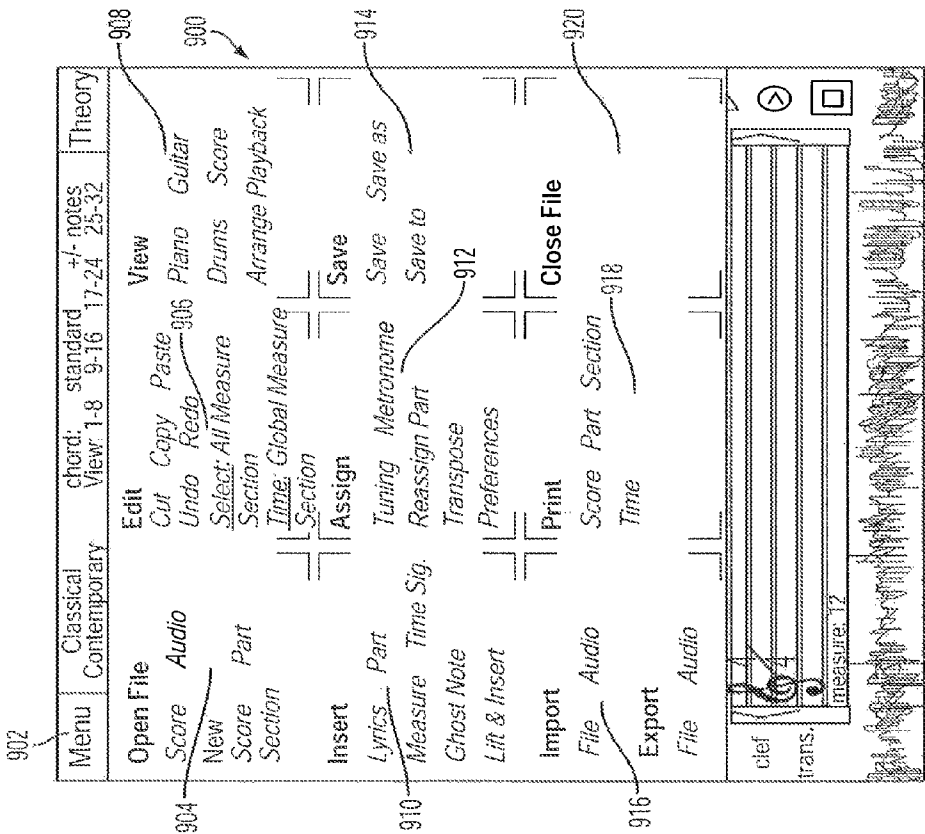 902
Menu
Classical
Contemporary
chord: standard +/- notes
View: 1-8 9-16 17-24 25-32
Theory
900
Open File
Score Audio
New
Score Part
Section
904
Edit
Cut Copy Paste
Undo Redo
Select: All Measure
Section
Time: Global Measure
Section
906
View
Piano Guitar
Drums Score
Arrange Playback
908
Insert
Lyrics Part
Measure Time Sig.
Ghost Note
Lift & Insert
910
Assign
Tuning Metronome
Reassign Part
Transpose
Preferences
912
Save
Save Save as
Save to
914
Import
File Audio
Export
File Audio
916
Print
Score Part Section
Time
918
Close File
920
clef
trans.
4
measure: 12